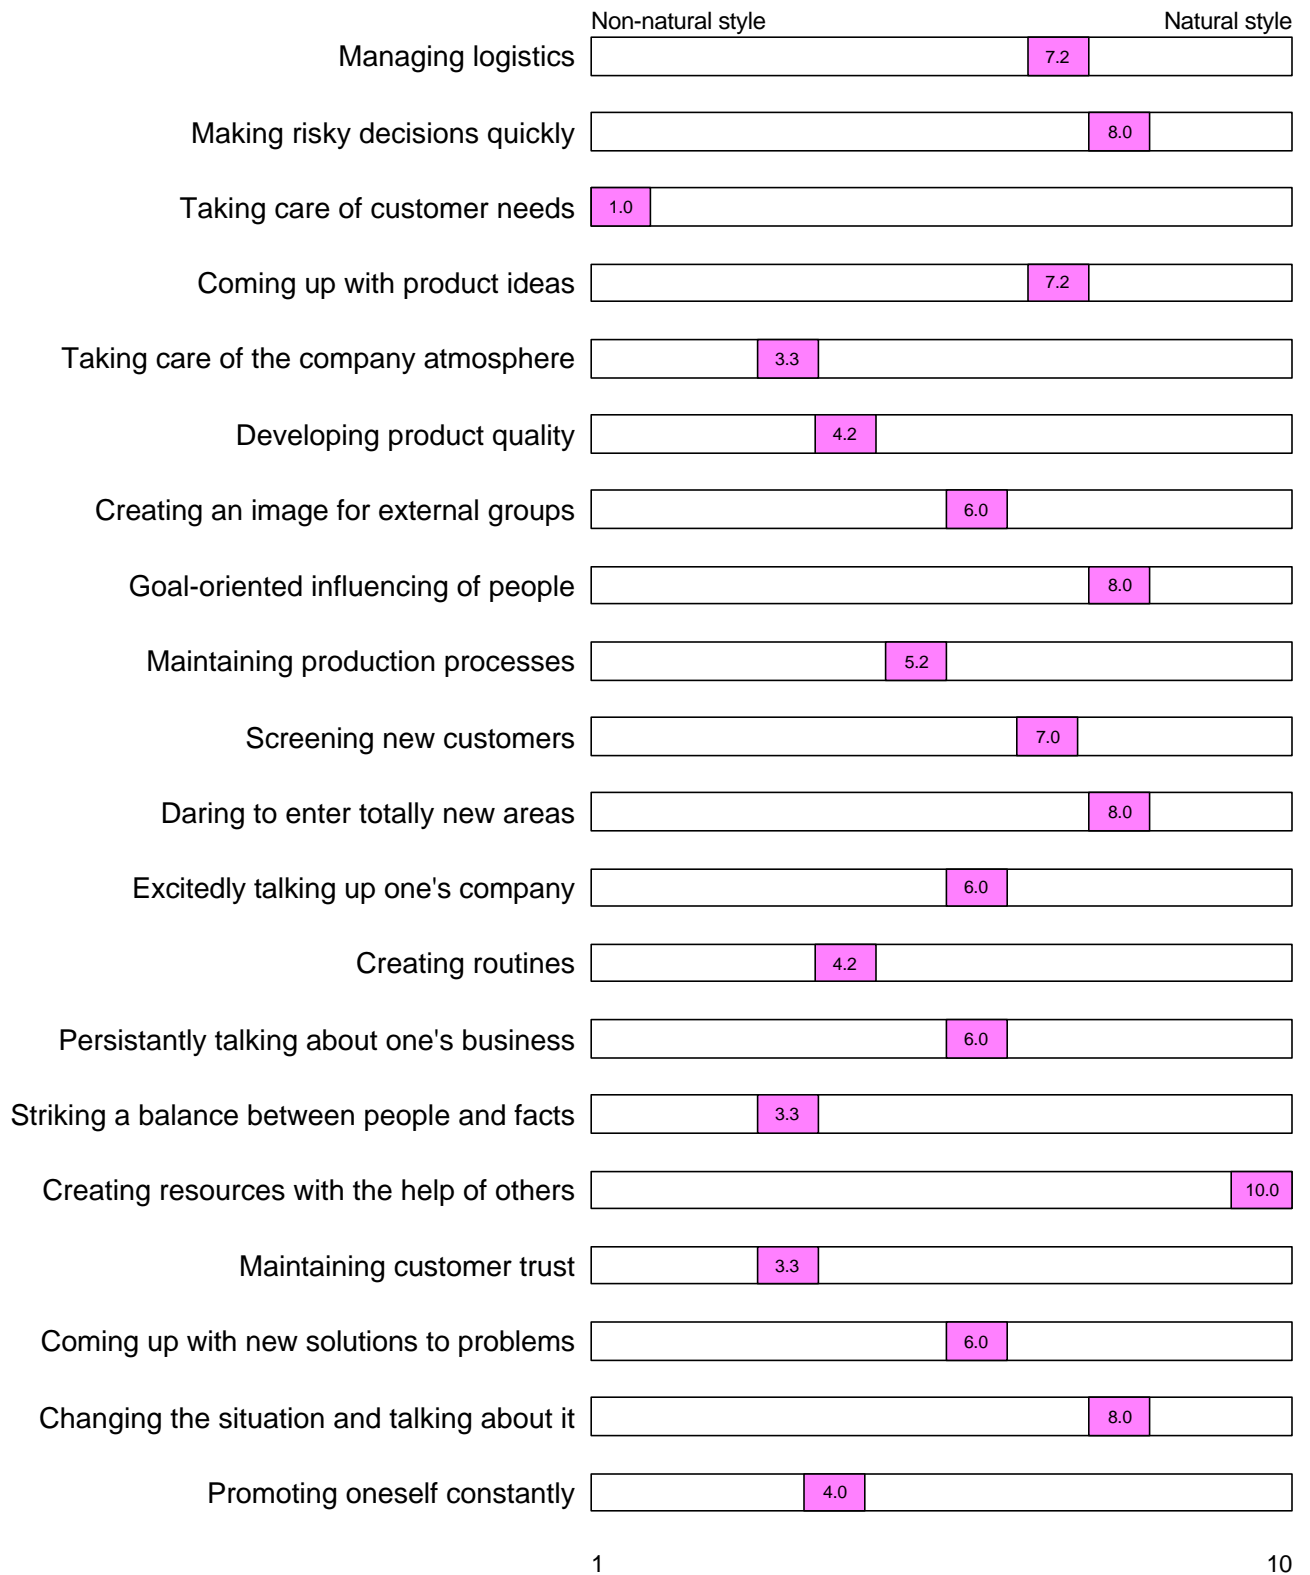 Non-natural style Natural style
Managing logistics 7.2
Making risky decisions quickly 8.0
Taking care of customer needs 1.0
Coming up with product ideas 7.2
Taking care of the company atmosphere 3.3
Developing product quality 4.2
Creating an image for external groups 6.0
Goal-oriented influencing of people 8.0
Maintaining production processes 5.2
Screening new customers 7.0
Daring to enter totally new areas 8.0
Excitedly talking up one's company 6.0
Creating routines 4.2
Persistantly talking about one's business 6.0
Striking a balance between people and facts 3.3
Creating resources with the help of others 10.0
Maintaining customer trust 3.3
Coming up with new solutions to problems 6.0
Changing the situation and talking about it 8.0
Promoting oneself constantly 4.0
1 10